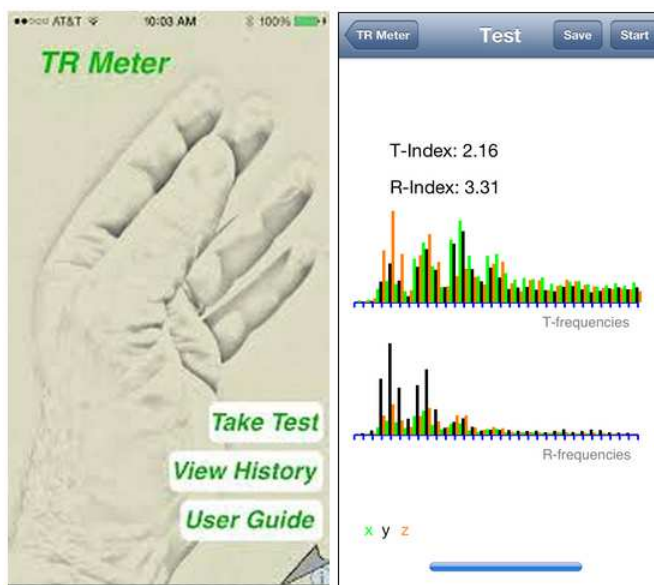 AT&T 10:03 AM 100%
TR Meter
Take Test
View History
User Guide
TR Meter Test Save Start
T-Index: 2.16
R-Index: 3.31
T-frequencies
R-frequencies
x y z